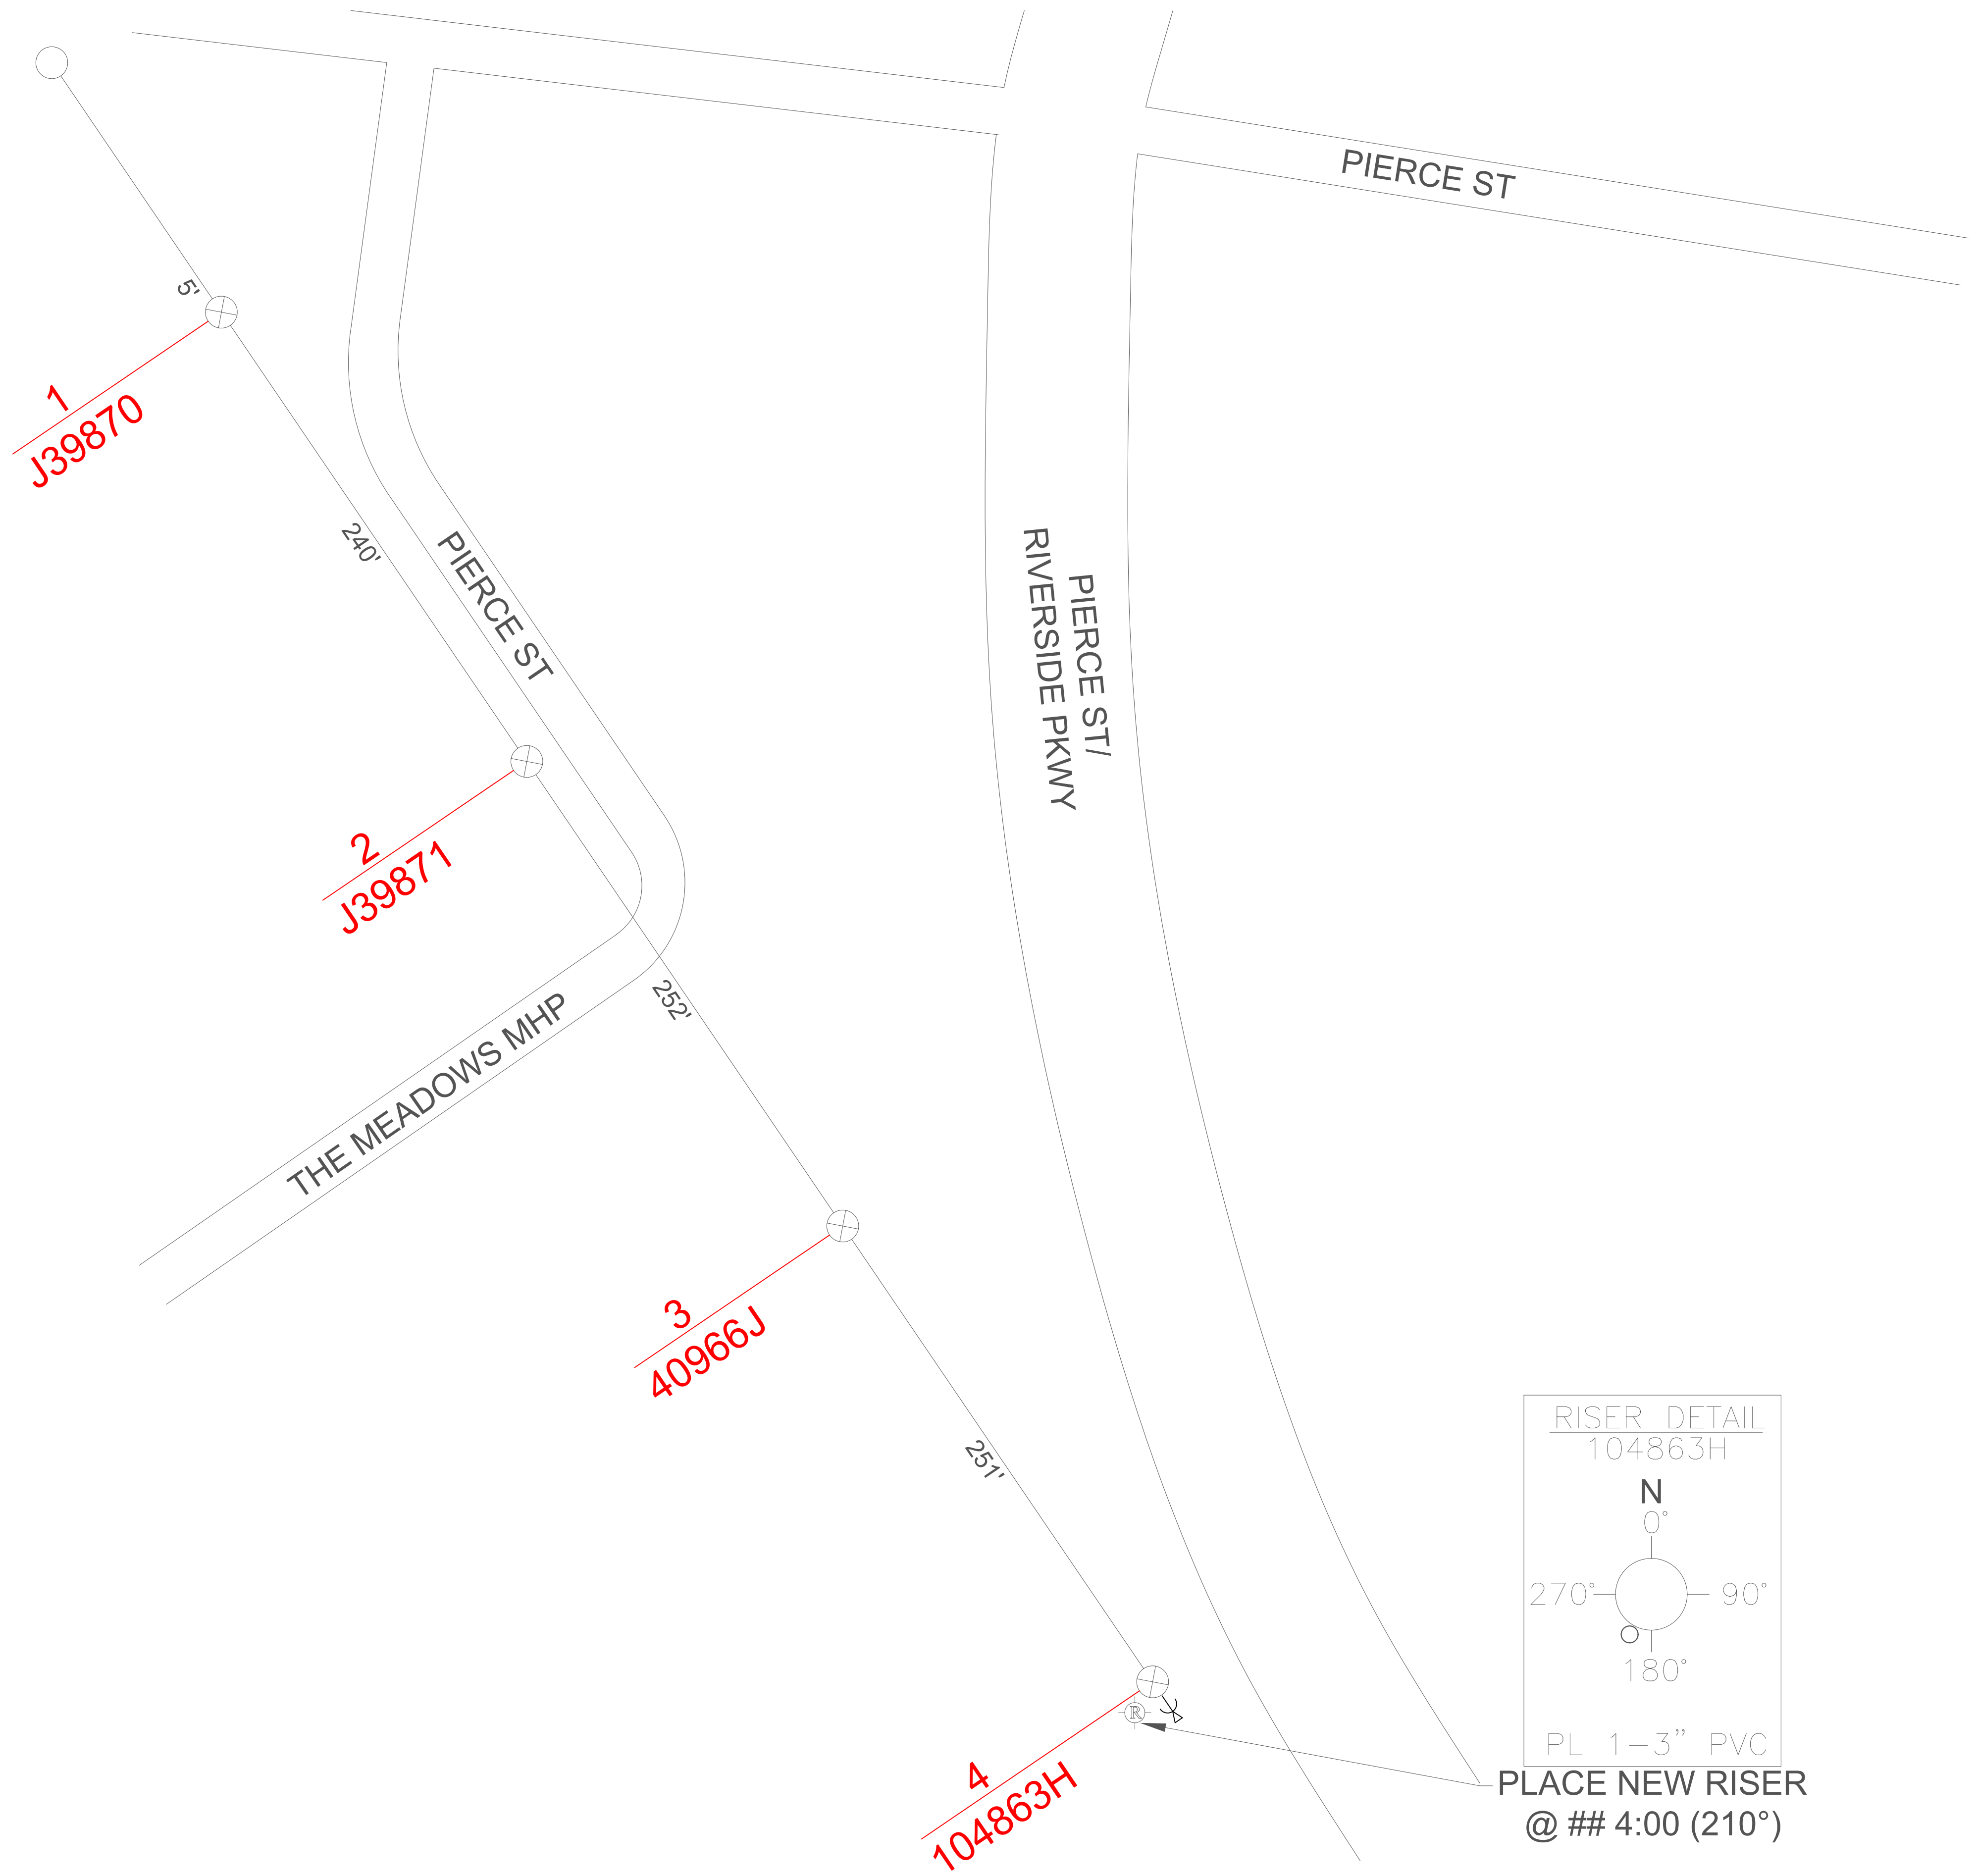 PIERCE ST
5'
1
J39870
240'
PIERCE ST
PIERCE ST/
RIVERSIDE PKWY
2
J39871
252'
THE MEADOWS MHP
3
40966J
251'
RISER DETAIL
104863H
N
0°
270°
90°
180°
PL 1-3" PVC
R
4
104863H
PLACE NEW RISER
@ ## 4:00 (210°)